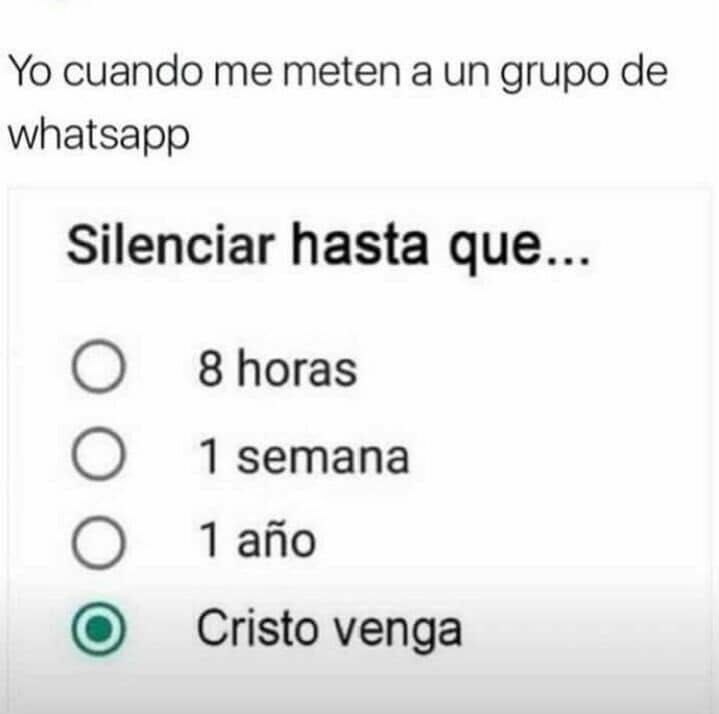 Yo cuando me meten a un grupo de
whatsapp
Silenciar hasta que...
8 horas
1 semana
1 año
Cristo venga